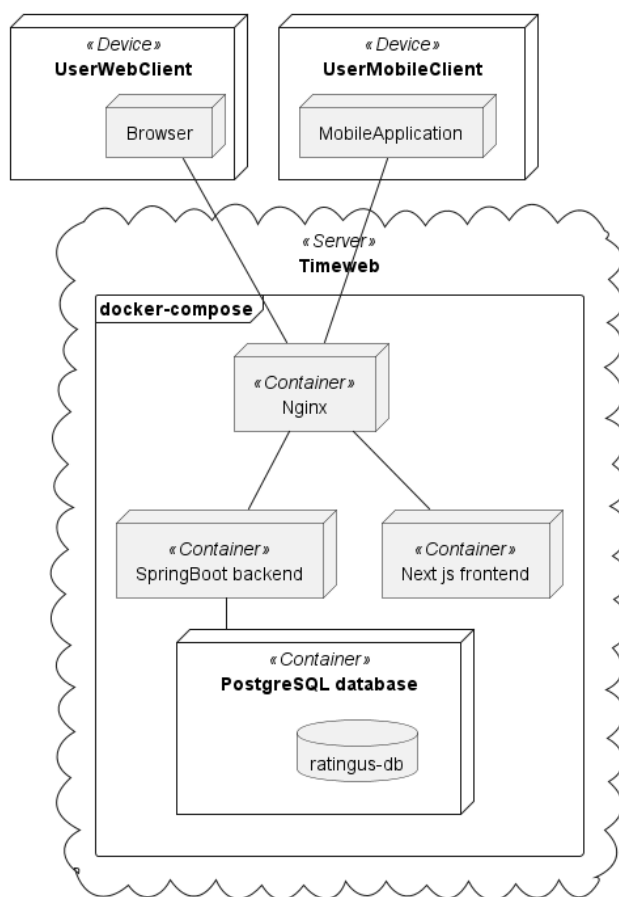 «Device»
UserWebClient
Browser
«Device»
UserMobileClient
MobileApplication
«Server»
Timeweb
docker-compose
«Container»
Nginx
«Container»
SpringBoot backend
«Container»
Next js frontend
«Container»
PostgreSQL database
ratingus-db